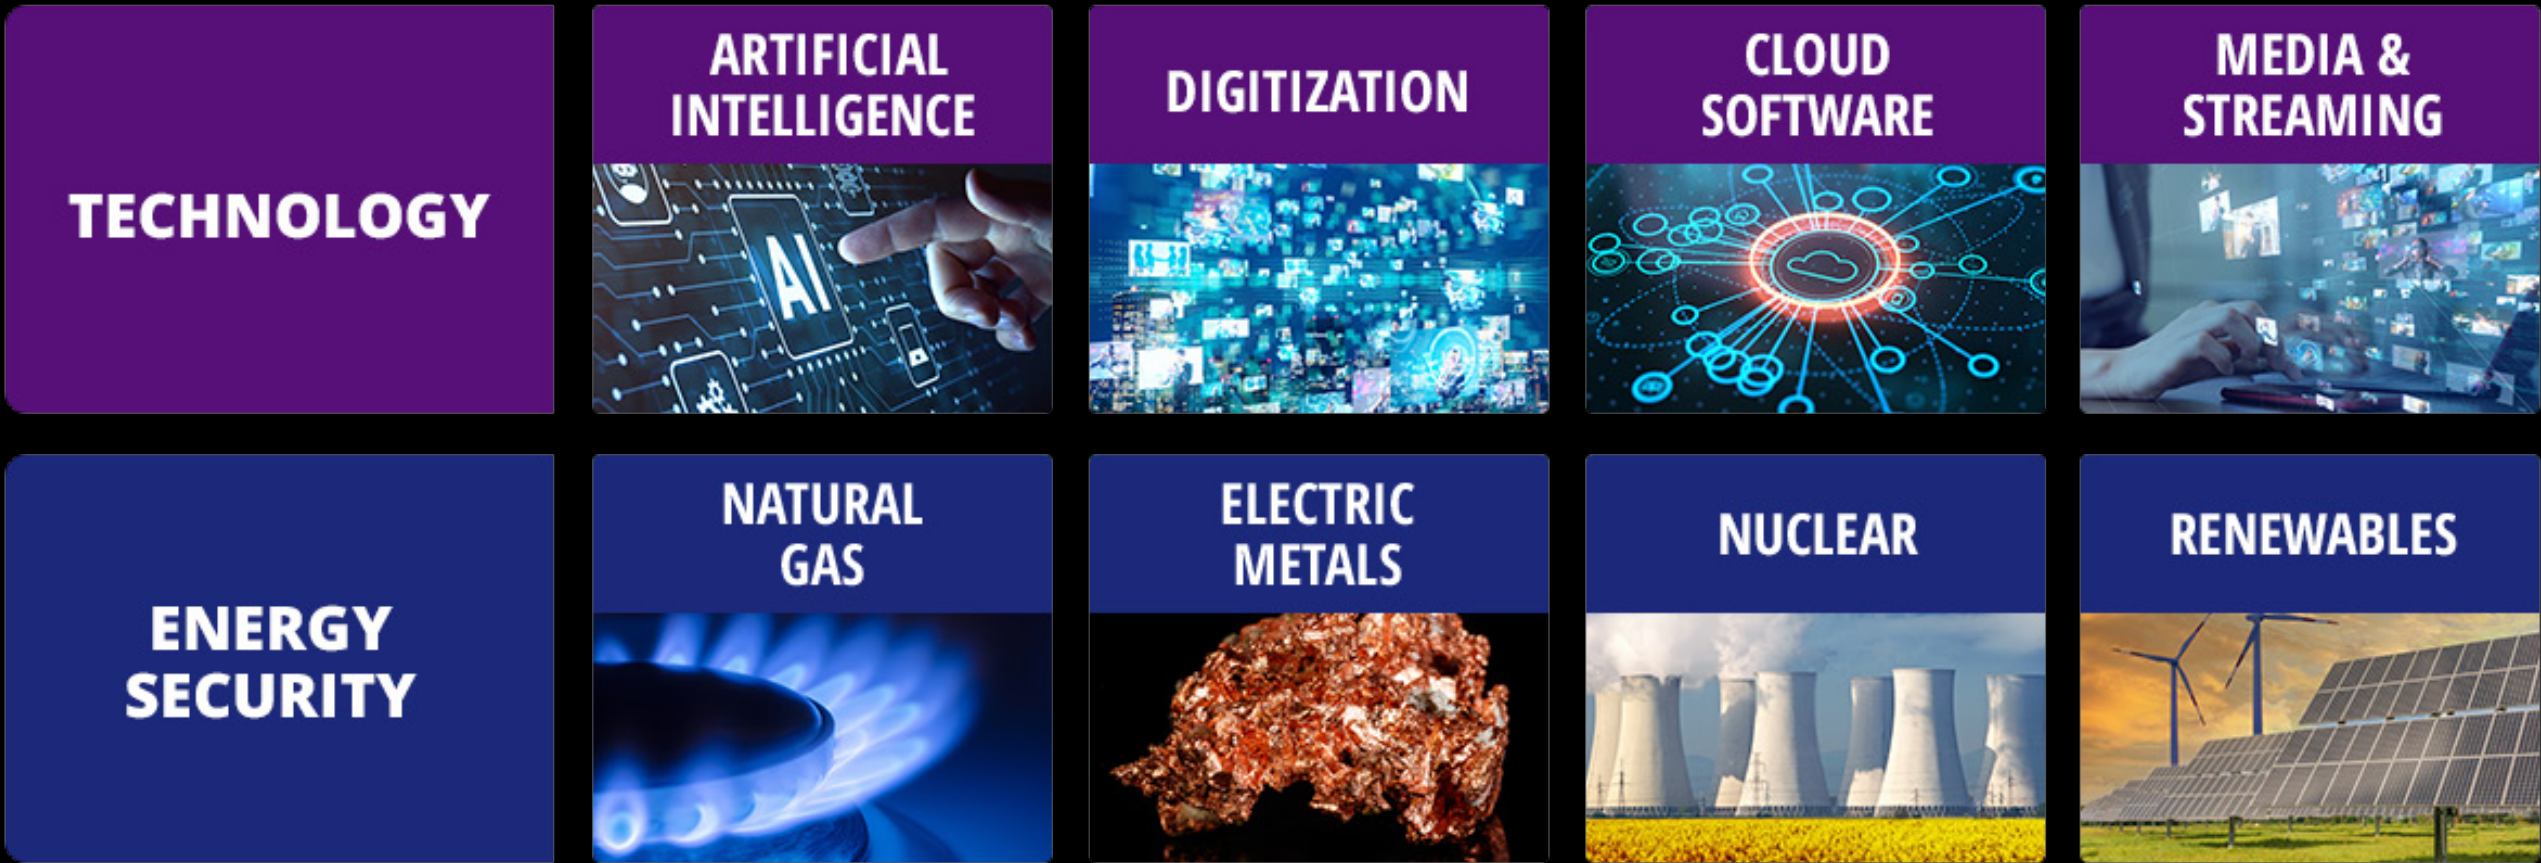 TECHNOLOGY
ARTIFICIAL
INTELLIGENCE
AI
DIGITIZATION
CLOUD
SOFTWARE
MEDIA &
STREAMING
ENERGY
SECURITY
NATURAL
GAS
ELECTRIC
METALS
NUCLEAR
RENEWABLES